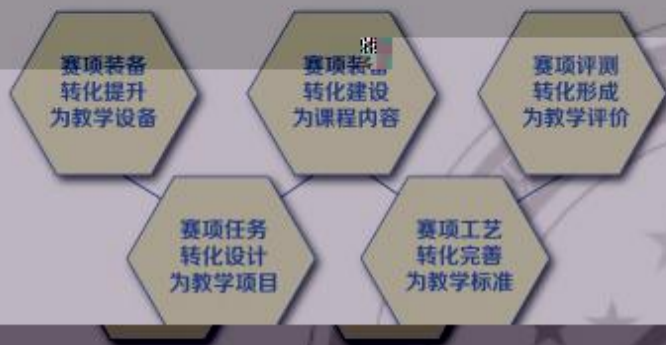 赛项装备
转化提升
为教学设备
赛项装
转化建设
为课程内容
赛项评测
转化形成
为教学评价
赛项任务
转化设计
为教学项目
赛项工艺
转化完善
为教学标准